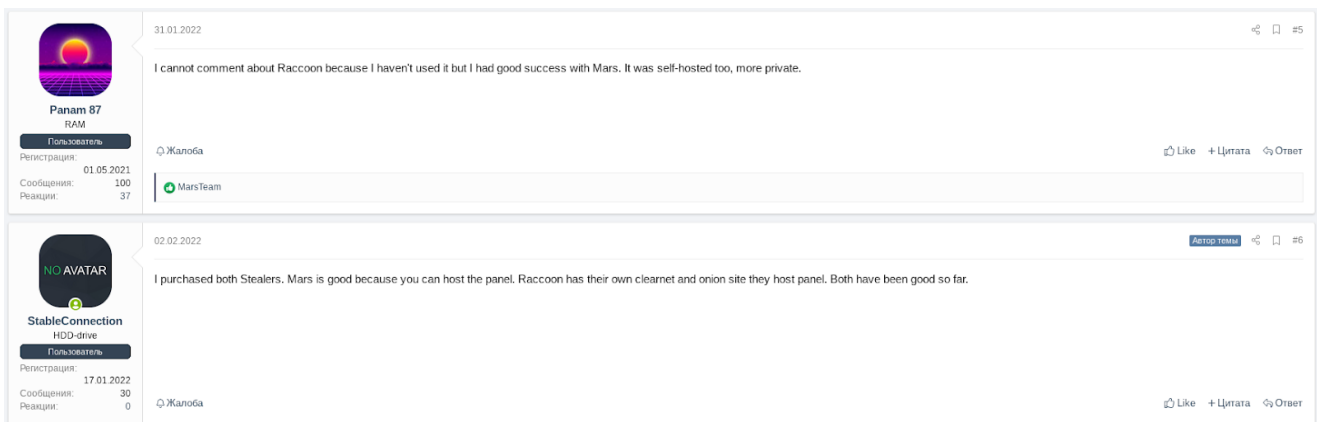 31.01.2022
#5
I cannot comment about Raccoon because I haven't used it but I had good success with Mars. It was self-hosted too, more private.
Panam 87
RAM
Пользователь
Регистрация:
01.05.2021
Сообщения: 100
Реакции: 37
Жалоба
Like + Цитата Ответ
MarsTeam
02.02.2022
Автор темы #6
I purchased both Stealers. Mars is good because you can host the panel. Raccoon has their own clearnet and onion site they host panel. Both have been good so far.
NO AVATAR
StableConnection
HDD-drive
Пользователь
Регистрация:
17.01.2022
Сообщения: 30
Реакции: 0
Жалоба
Like + Цитата Ответ